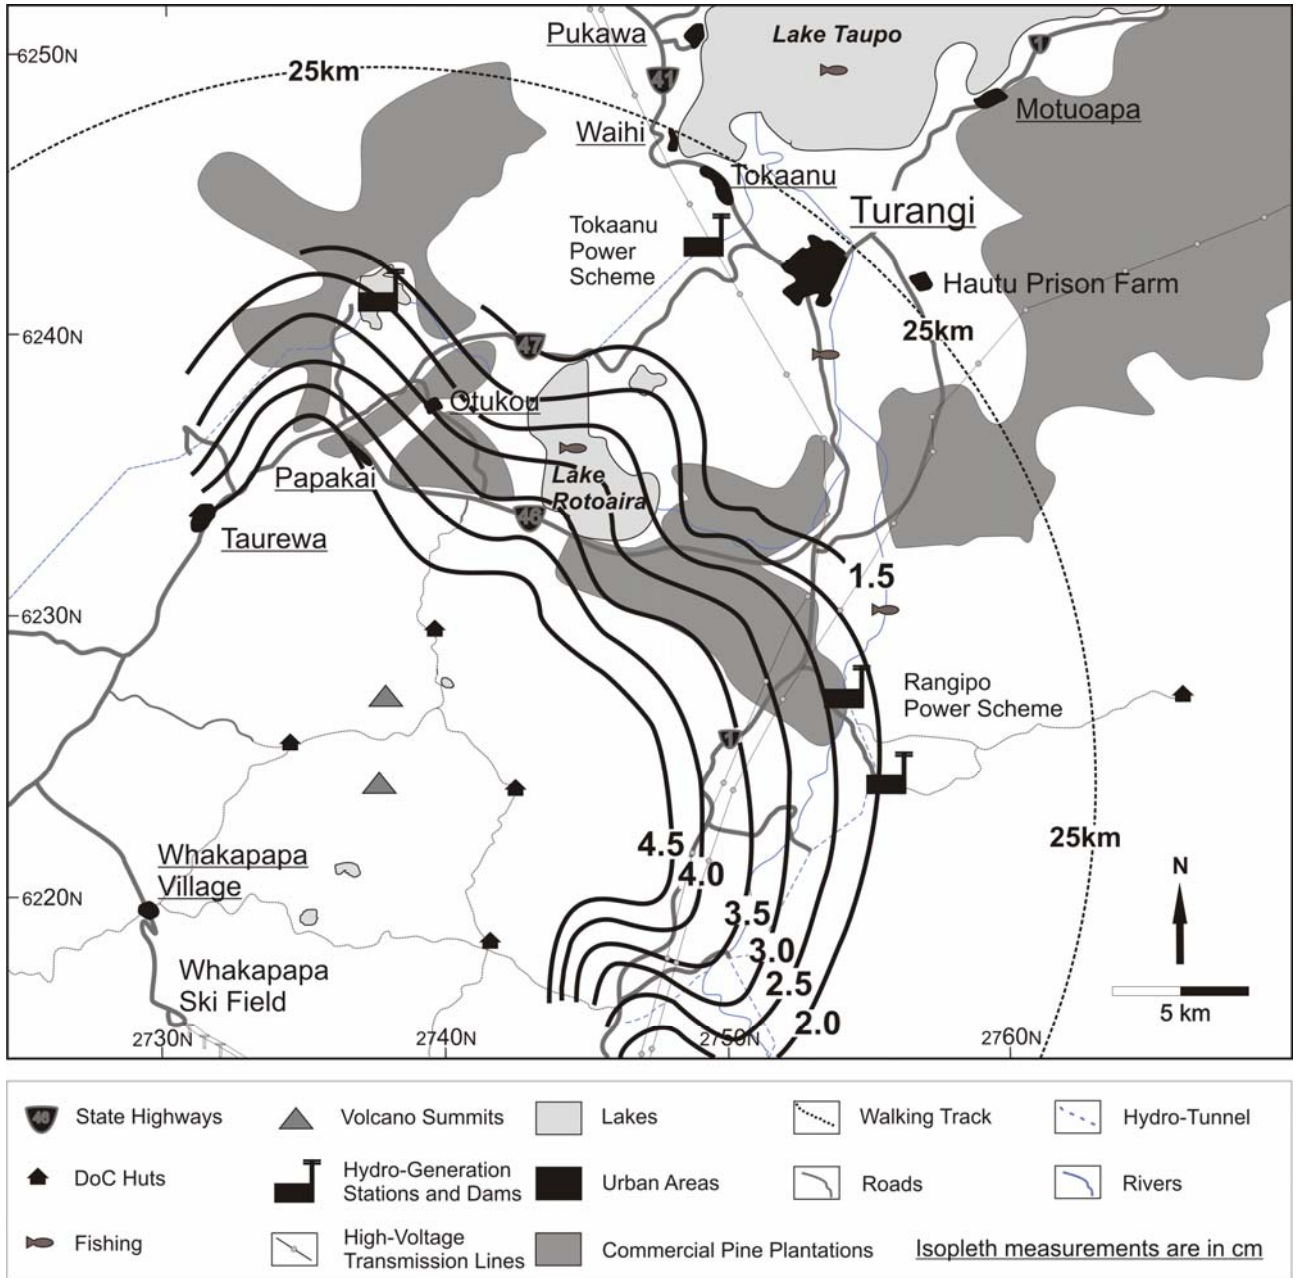 Pukawa
41
Lake Taupo
1
6250N
25km
Motuoapa
Waihi
Tokaanu
Turangi
Tokaanu
Power
Scheme
Hautu Prison Farm
25km
6240N
47
Otukou
Papakai
Lake
Rotoaira
46
Taurewa
1.5
6230N
Rangipo
Power Scheme
1
4.5
4.0
25km
Whakapapa
Village
6220N
3.5
3.0
2.5
2.0
N
5 km
Whakapapa
Ski Field
2730N
2740N
2750N
2760N
46
State Highways
Volcano Summits
Lakes
Walking Track
Hydro-Tunnel
DoC Huts
Hydro-Generation
Stations and Dams
Urban Areas
Roads
Rivers
Fishing
High-Voltage
Transmission Lines
Commercial Pine Plantations
Isopleth measurements are in cm